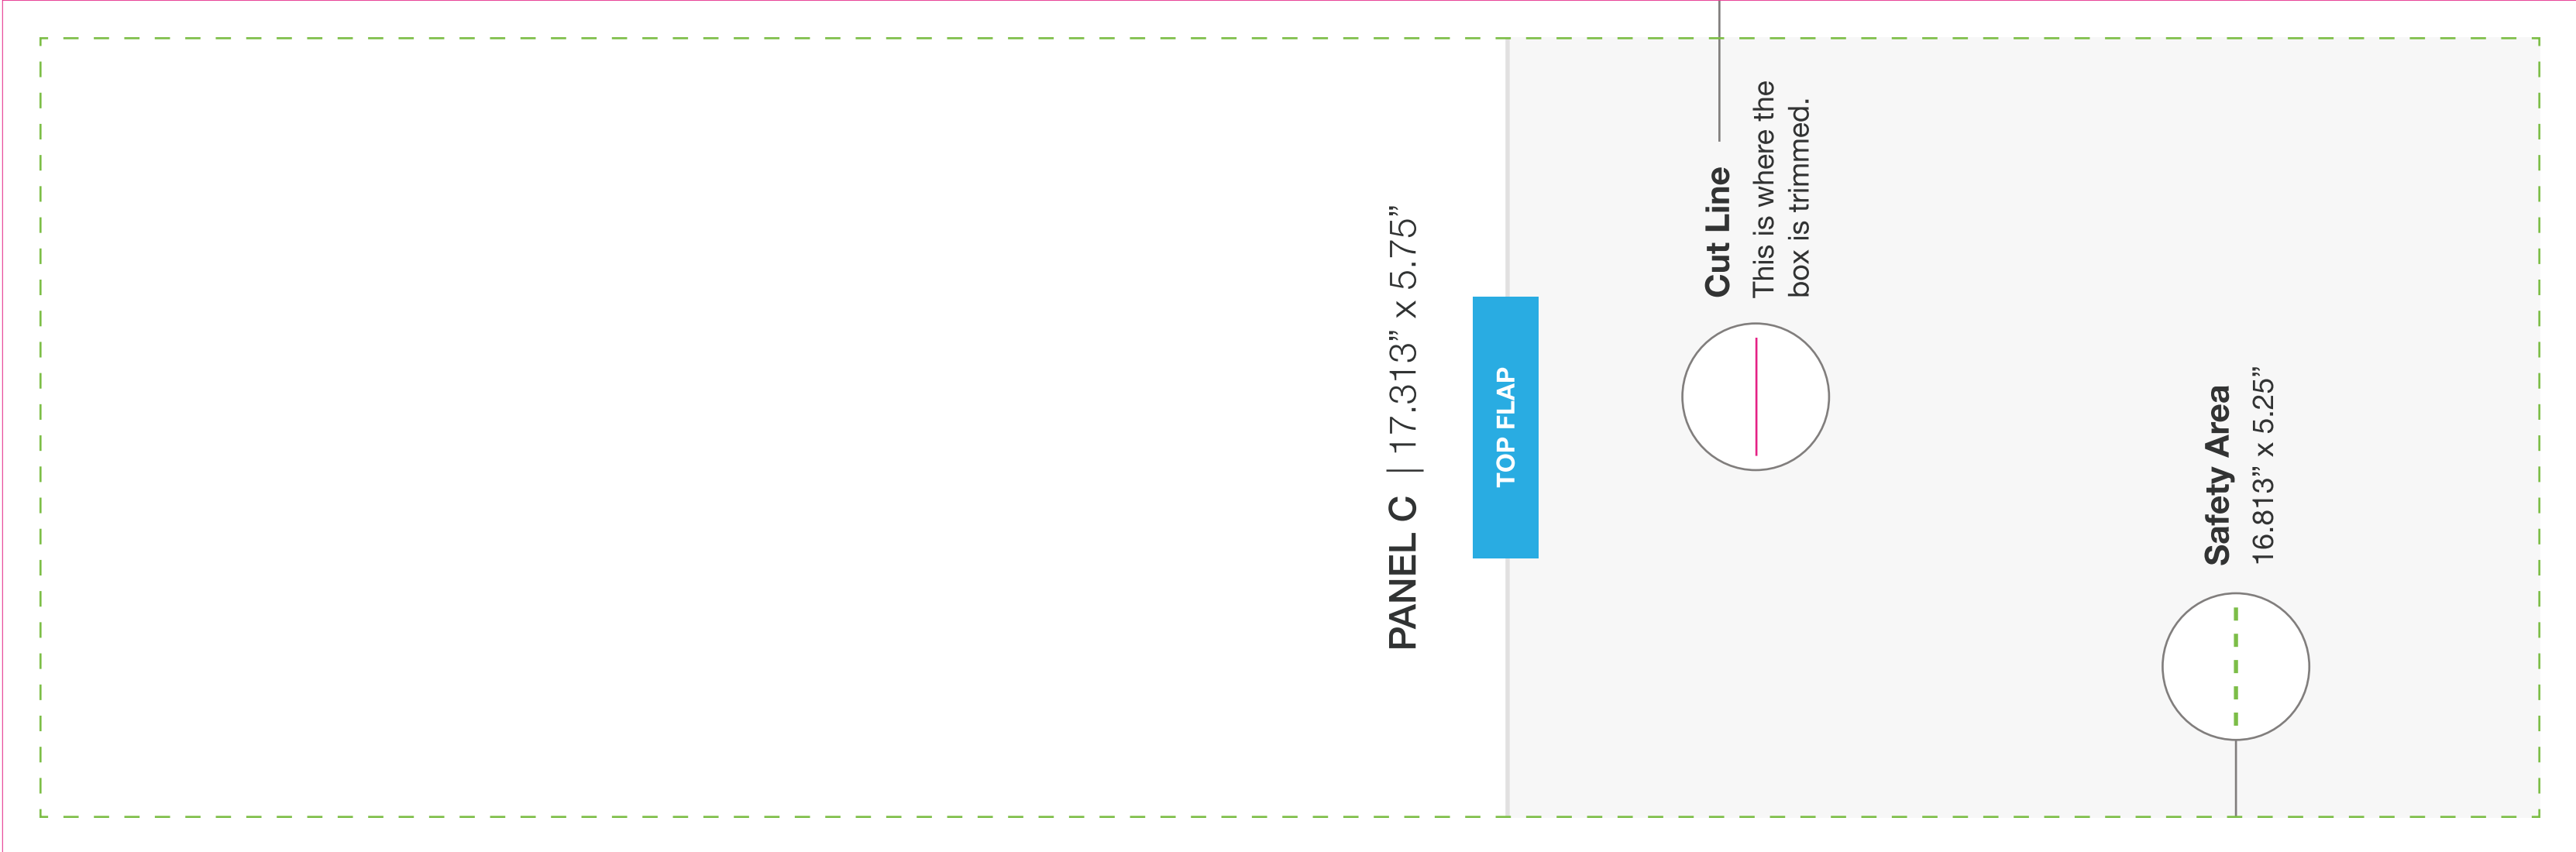 PANEL C | 17.313” x 5.75”
TOP FLAP
Cut Line
This is where the
box is trimmed.
Safety Area
16.813” x 5.25”